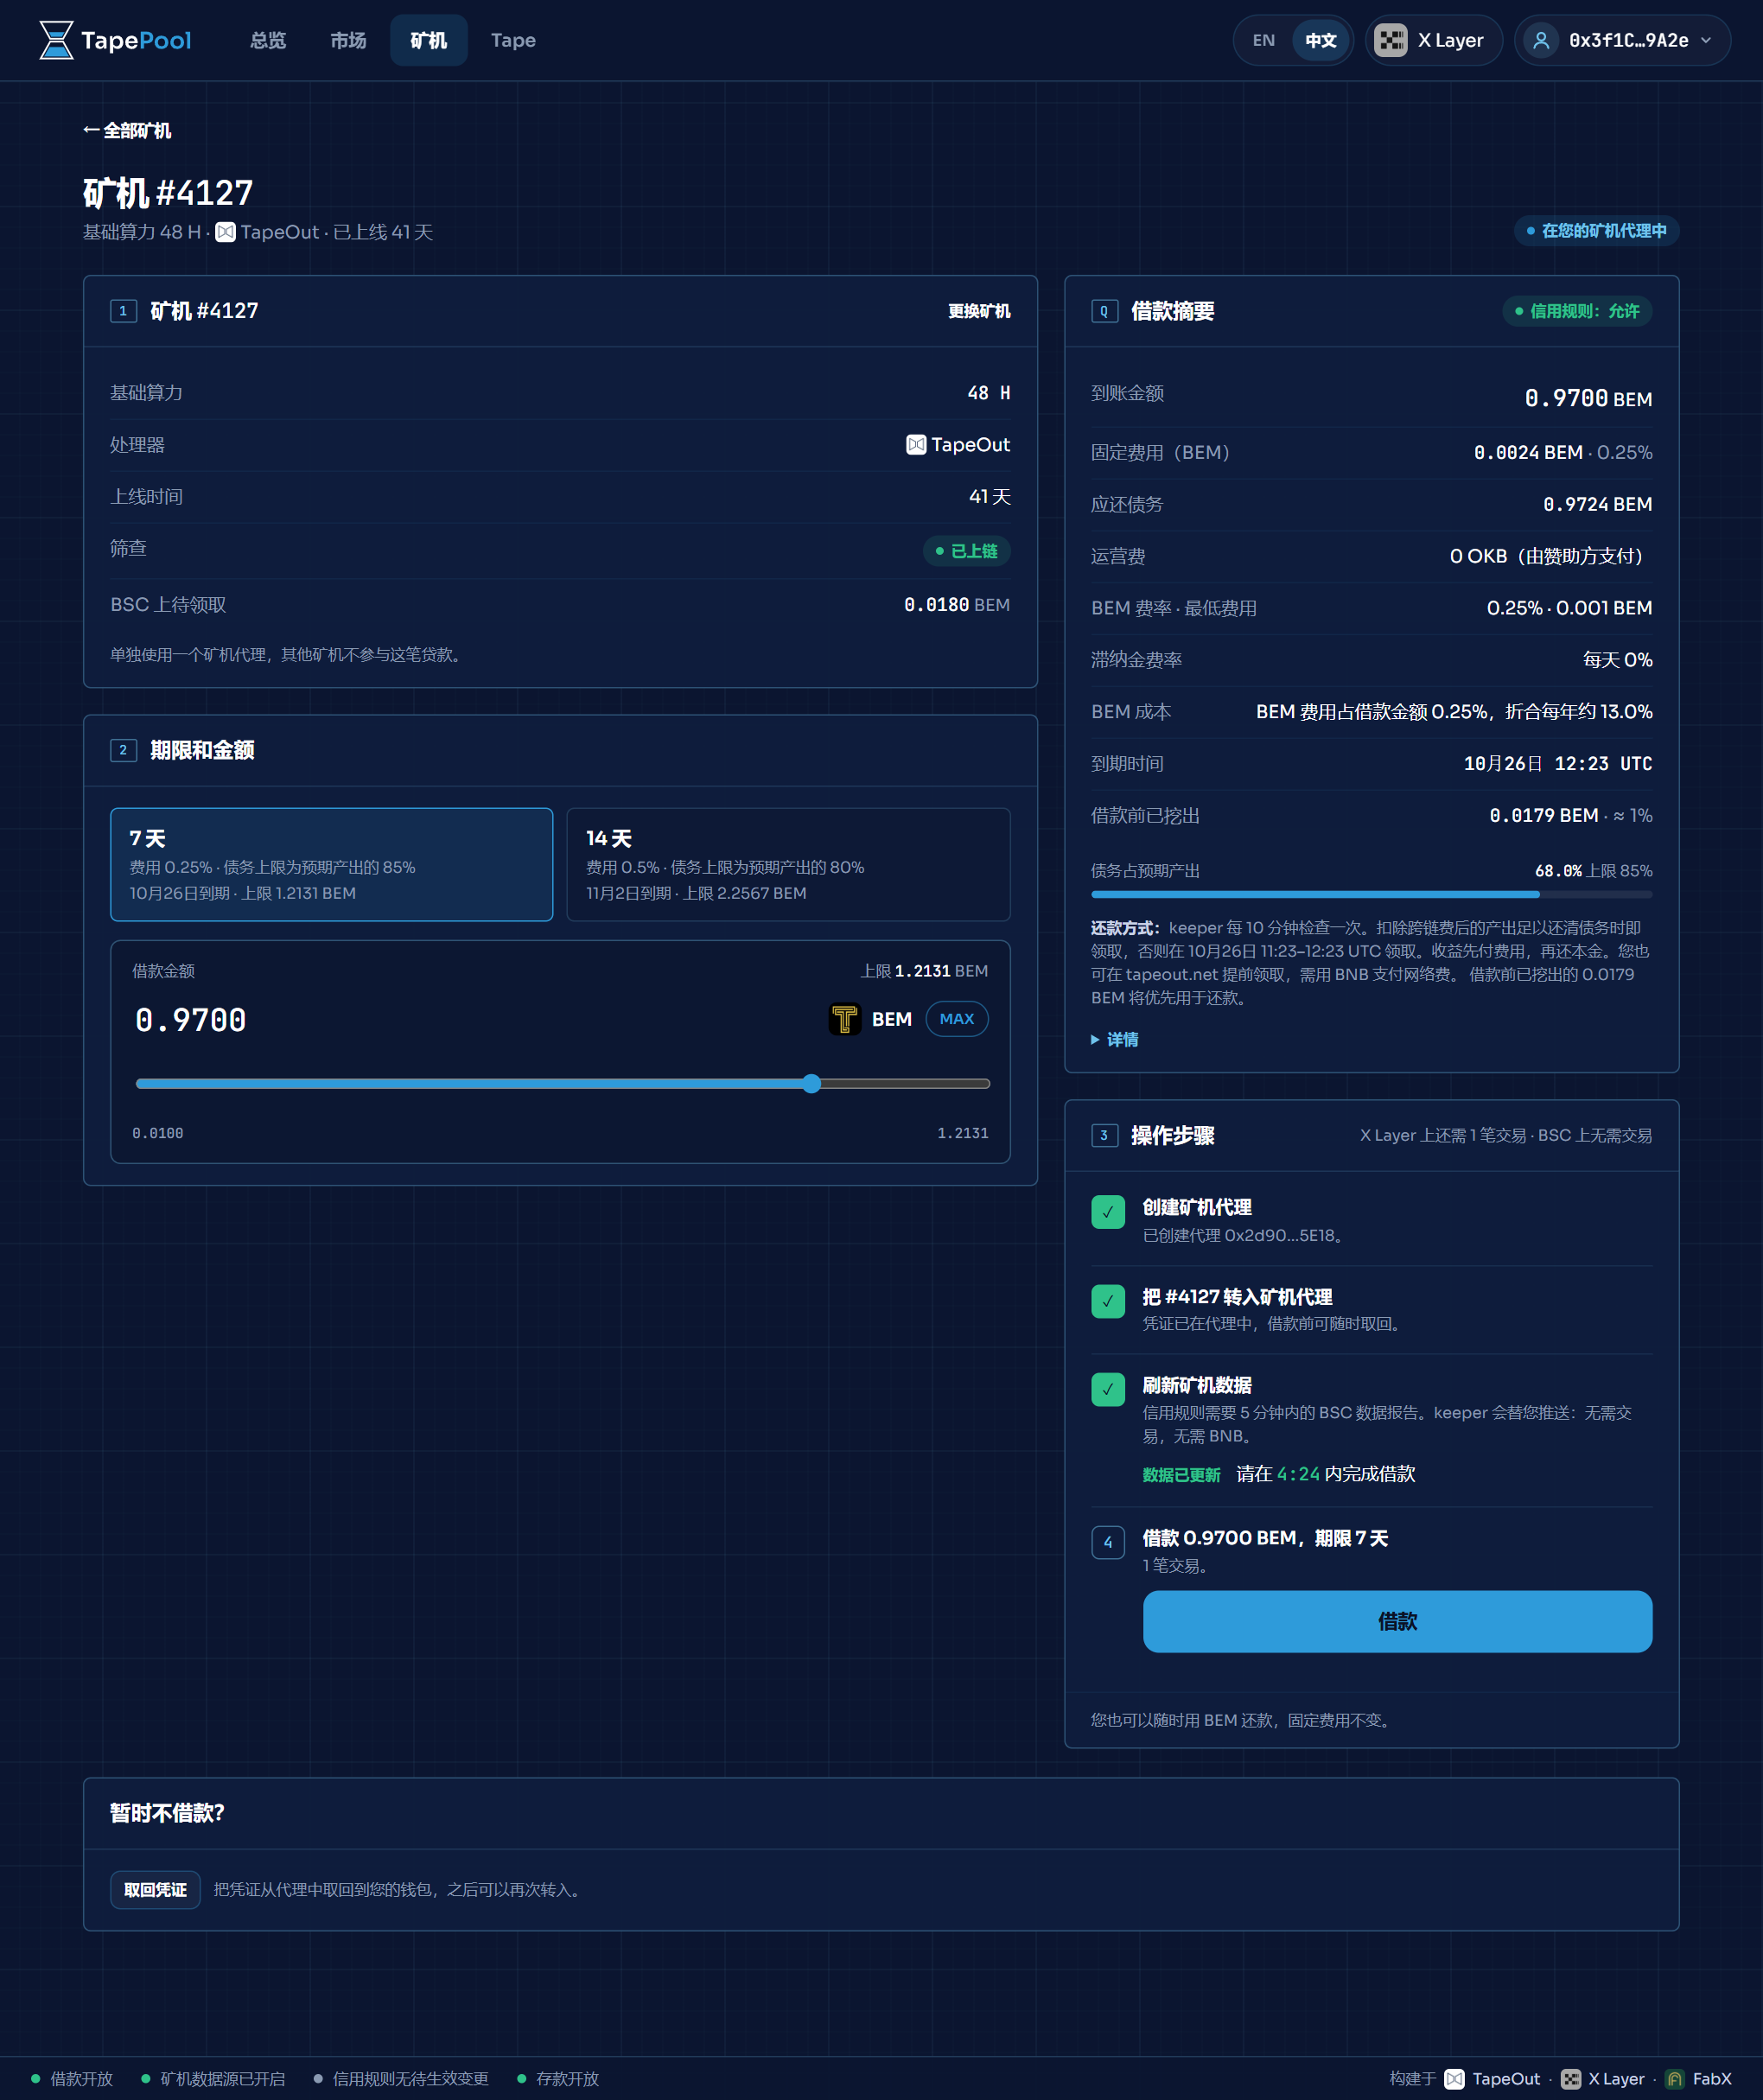 TapePool 总览 市场 矿机 Tape EN 中文 X Layer 0x3f1C…9A2e
← 全部矿机
矿机 #4127
基础算力 48 H · TapeOut · 已上线 41 天
在您的矿机代理中
1 矿机 #4127 更换矿机
基础算力 48 H
处理器 TapeOut
上线时间 41 天
筛查 已上链
BSC 上待领取 0.0180 BEM
单独使用一个矿机代理，其他矿机不参与这笔贷款。
2 期限和金额
7 天
费用 0.25% · 债务上限为预期产出的 85%
10月26日到期 · 上限 1.2131 BEM
14 天
费用 0.5% · 债务上限为预期产出的 80%
11月2日到期 · 上限 2.2567 BEM
借款金额 上限 1.2131 BEM
0.9700 BEM MAX
0.0100 1.2131
Q 借款摘要 信用规则：允许
到账金额 0.9700 BEM
固定费用（BEM） 0.0024 BEM · 0.25%
应还债务 0.9724 BEM
运营费 0 OKB（由赞助方支付）
BEM 费率 · 最低费用 0.25% · 0.001 BEM
滞纳金费率 每天 0%
BEM 成本 BEM 费用占借款金额 0.25%，折合每年约 13.0%
到期时间 10月26日 12:23 UTC
借款前已挖出 0.0179 BEM · ≈ 1%
债务占预期产出 68.0% 上限 85%
还款方式：keeper 每 10 分钟检查一次。扣除跨链费后的产出足以还清债务时即
领取，否则在 10月26日 11:23–12:23 UTC 领取。收益先付费用，再还本金。您也
可在 tapeout.net 提前领取，需用 BNB 支付网络费。 借款前已挖出的 0.0179
BEM 将优先用于还款。
▶ 详情
3 操作步骤 X Layer 上还需 1 笔交易 · BSC 上无需交易
✓ 创建矿机代理
已创建代理 0x2d90…5E18。
✓ 把 #4127 转入矿机代理
凭证已在代理中，借款前可随时取回。
✓ 刷新矿机数据
信用规则需要 5 分钟内的 BSC 数据报告。keeper 会替您推送：无需交
易，无需 BNB。
数据已更新 请在 4:24 内完成借款
4 借款 0.9700 BEM，期限 7 天
1 笔交易。
借款
您也可以随时用 BEM 还款，固定费用不变。
暂时不借款？
取回凭证 把凭证从代理中取回到您的钱包，之后可以再次转入。
借款开放 矿机数据源已开启 信用规则无待生效变更 存款开放 构建于 TapeOut · X Layer · FabX